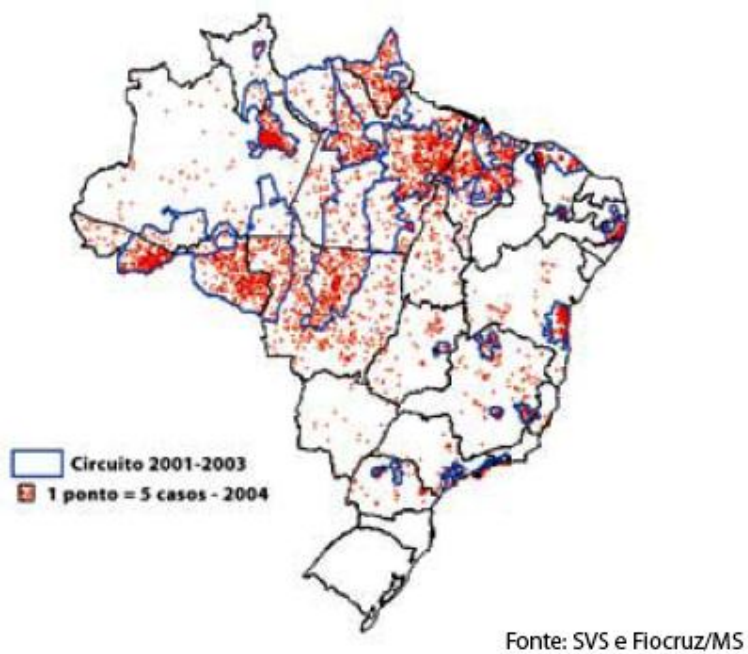 Circuito 2001-2003
1 ponto = 5 casos - 2004
Fonte: SVS e Fiocruz/MS